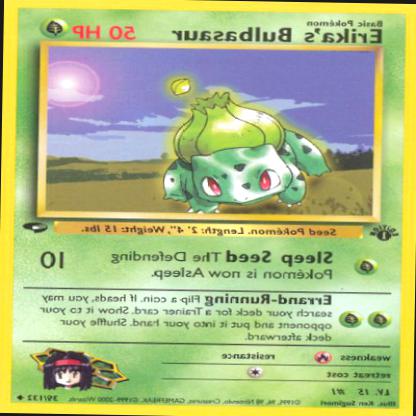 Basic Pokémon
Erika's Bulbasaur 50 HP
Seed Pokémon. Length: 2' 4", Weight: 15 lbs.
Sleep Seed The Defending 10
Pokémon is now Asleep.
Errand-Running Flip a coin. If heads, you may
search your deck for a Trainer card. Show it to your
opponent and put it into your hand. Shuffle your
deck afterward.
weakness resistance
retreat cost
LV. 15 #1
Illus. Ken Sugimori ©1995, 96, 98 Nintendo, Creatures, GAMEFREAK. ©1999-2000 Wizards. 39/132